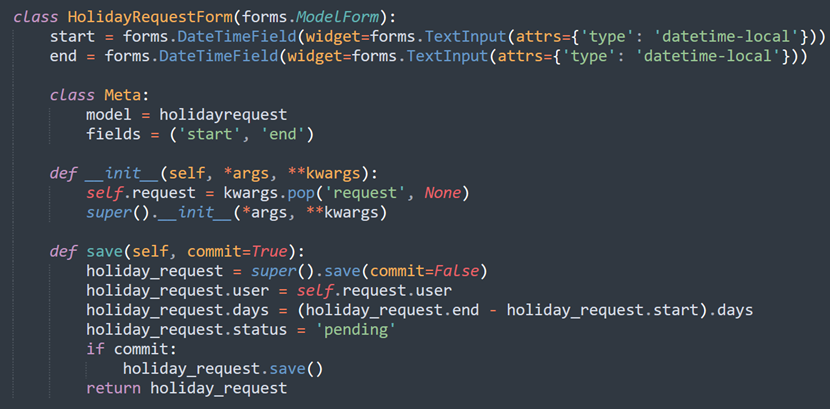 class HolidayRequestForm(forms.ModelForm):
    start = forms.DateTimeField(widget=forms.TextInput(attrs={'type': 'datetime-local'}))
    end = forms.DateTimeField(widget=forms.TextInput(attrs={'type': 'datetime-local'}))

    class Meta:
        model = holidayrequest
        fields = ('start', 'end')

    def __init__(self, *args, **kwargs):
        self.request = kwargs.pop('request', None)
        super().__init__(*args, **kwargs)

    def save(self, commit=True):
        holiday_request = super().save(commit=False)
        holiday_request.user = self.request.user
        holiday_request.days = (holiday_request.end - holiday_request.start).days
        holiday_request.status = 'pending'
        if commit:
            holiday_request.save()
        return holiday_request